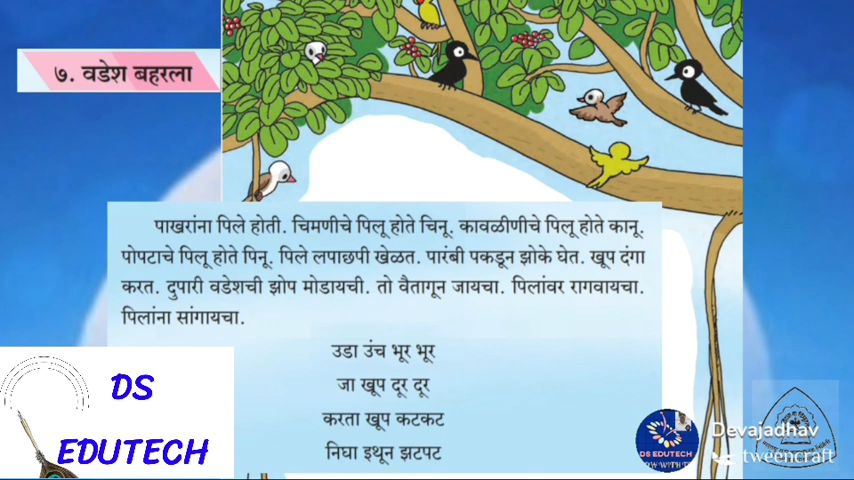 ७. वडेश बहरला
पाखरांना पिले होती. चिमणीचे पिलू होते चिनू. कावळीणीचे पिलू होते कानू.
पोपटाचे पिलू होते पिनू. पिले लपाछपी खेळत. पारंबी पकडून झोके घेत. खूप दंगा
करत. दुपारी वडेशची झोप मोडायची. तो वैतागून जायचा. पिलांवर रागवायचा.
पिलांना सांगायचा.
उडा उंच भूर भूर
जा खूप दूर दूर
करता खूप कटकट
निघा इथून झटपट
DS
EDUTECH
DS EDUTECH
Devajadhav
tweencraft